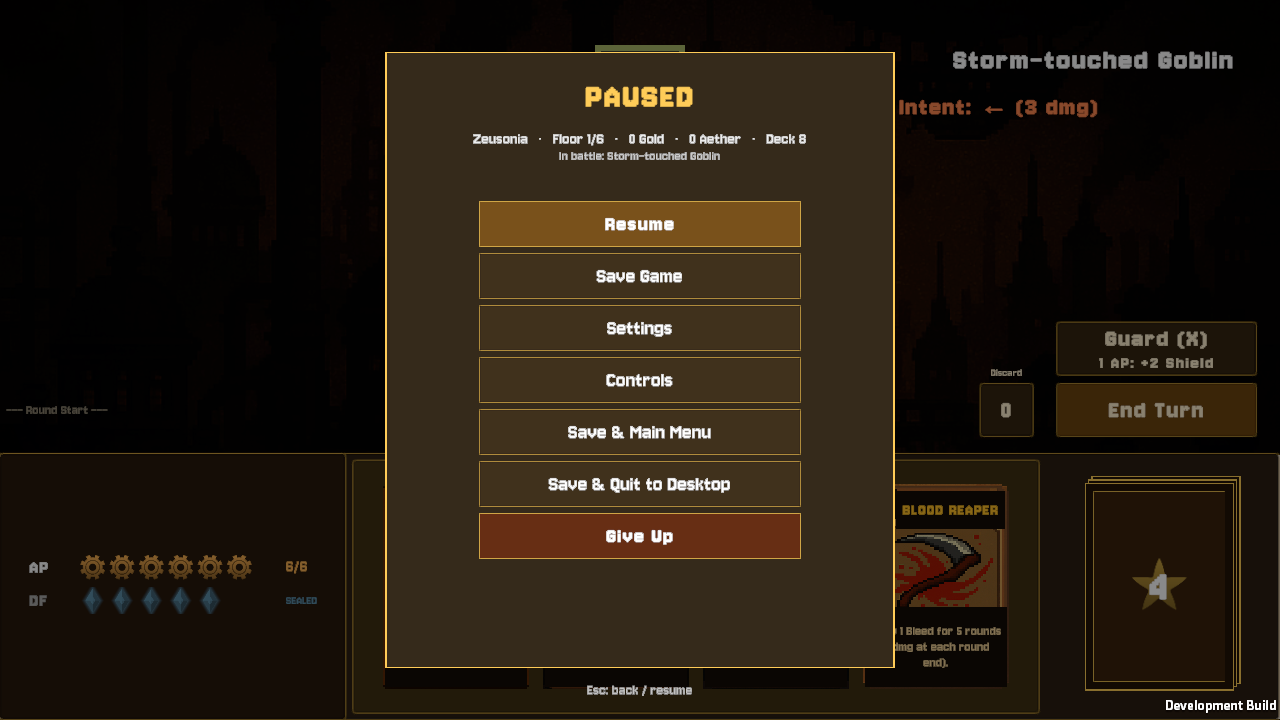 Storm-touched Goblin
Intent: ← (3 dmg)
PAUSED
Zeusonia · Floor 1/6 · 0 Gold · 0 Aether · Deck 8
In battle: Storm-touched Goblin
Resume
Save Game
Settings
Controls
Save & Main Menu
Save & Quit to Desktop
Give Up
Esc: back / resume
Guard (X)
1 AP: +2 Shield
Discard
0
End Turn
— Round Start —
AP 6/6
DF SEALED
BLOOD REAPER
1 Bleed for 5 rounds
dmg at each round
end).
4
Development Build